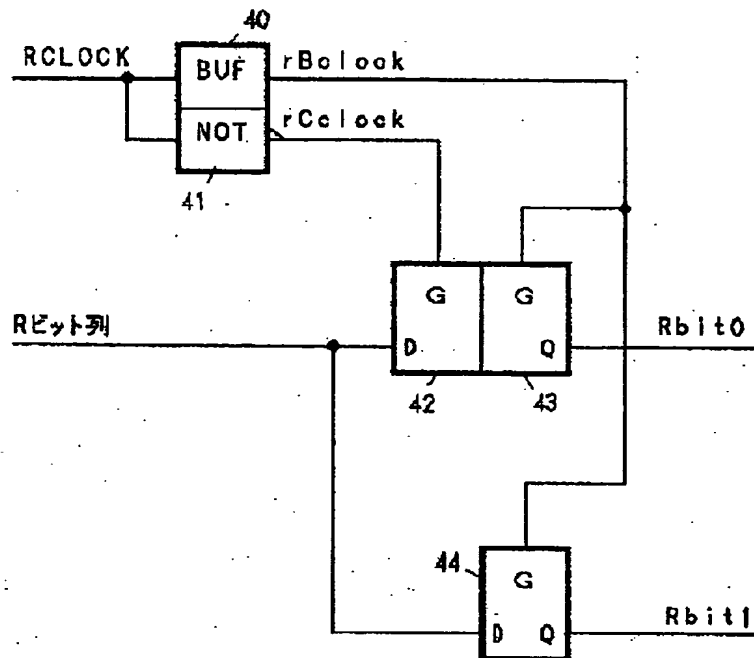 40
RCLOCK
BUF
rBclock
NOT
rCclock
41
G
G
Rビット列
D
Q
Rbit0
42
43
44
G
D
Q
Rbit1